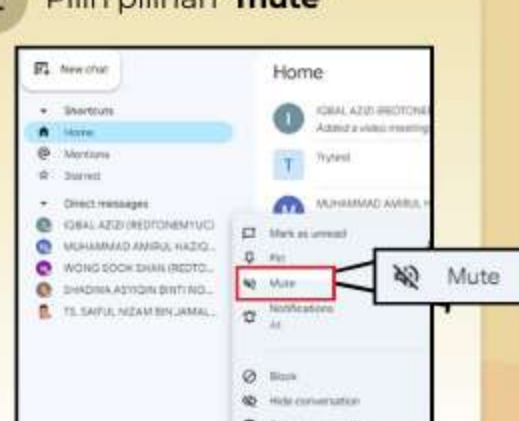 Pilih pilihan "mute"
New chat
Home
Shortcuts
Home
Mentions
Starred
Direct messages
IQBAL AZIZI (REDTONEMYUC)
MUHAMMAD AMIRUL HAZIQ...
WONG SOOK SHAN (REDTO...
SHADINA ASYIQIN BINTI NO...
TS. SAIFUL NIZAM BIN JAMAL...
I
IQBAL AZIZI (REDTONEM
Added a video meeting
T
Trytest
MUHAMMAD AMIRUL H
Mark as unread
Pin
Mute
Notifications
All
Block
Hide conversation
Mute